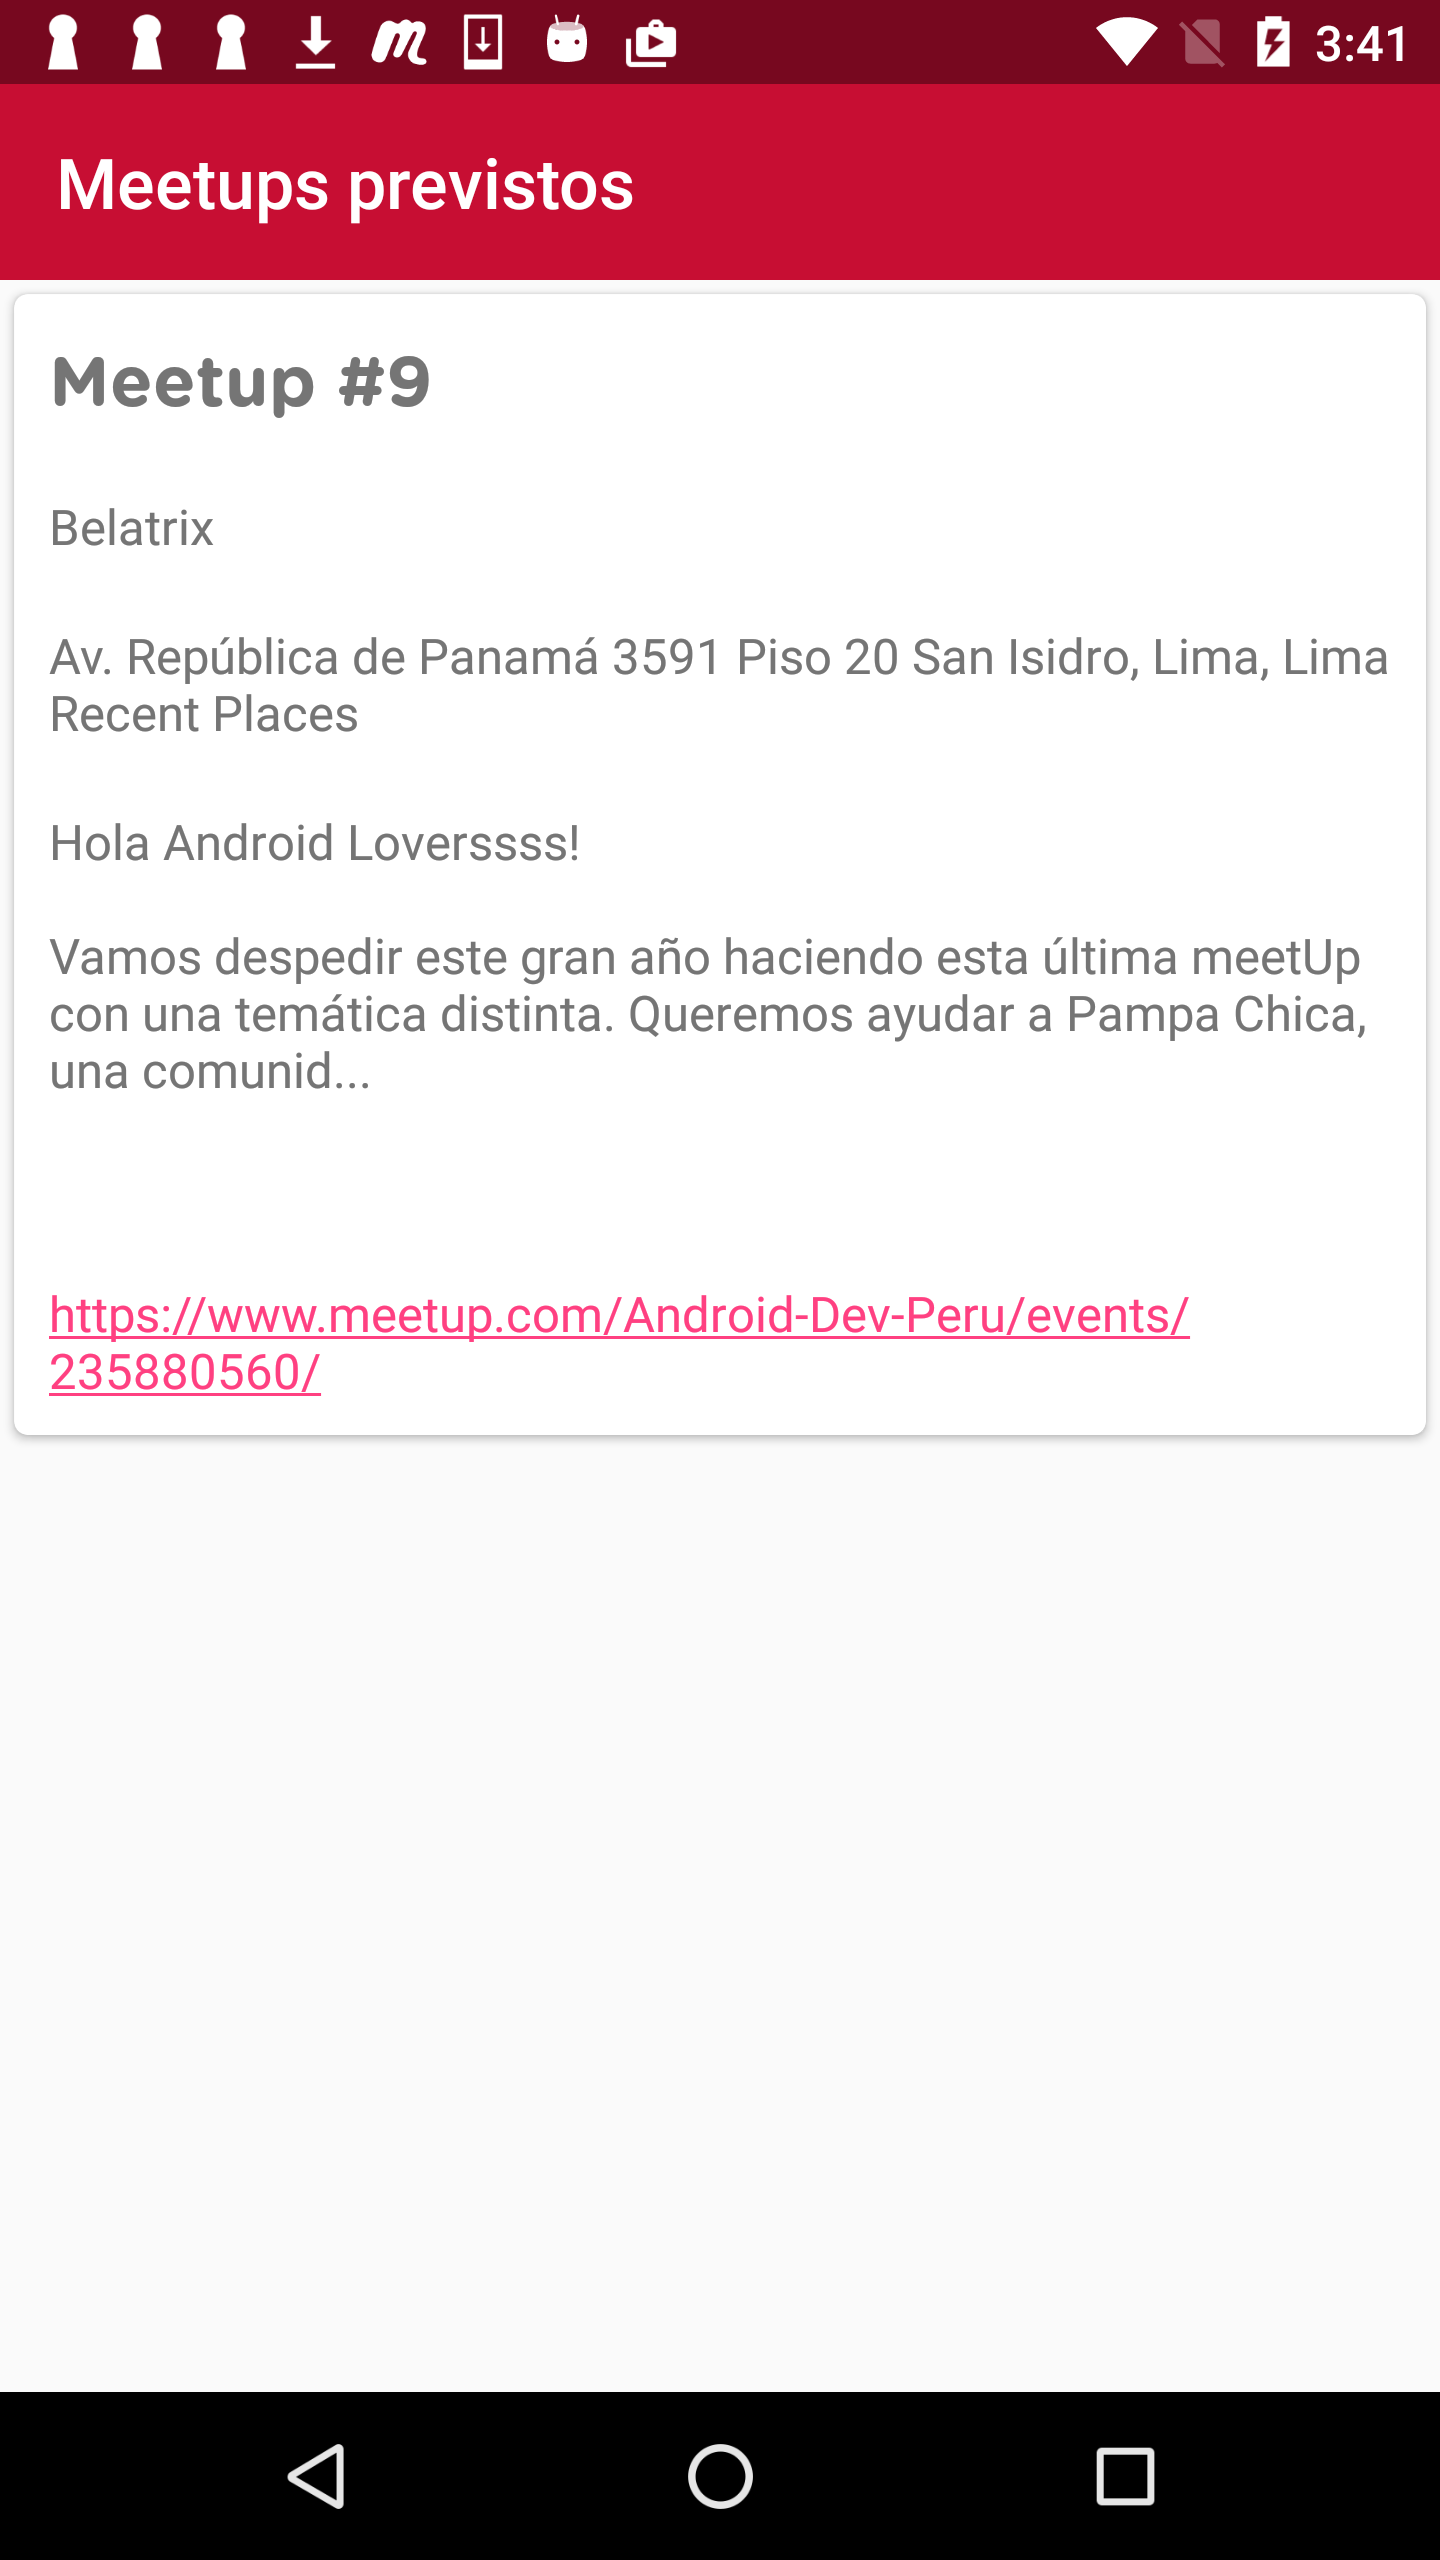 3:41
Meetups previstos
Meetup #9
Belatrix
Av. República de Panamá 3591 Piso 20 San Isidro, Lima, Lima
Recent Places
Hola Android Loverssss!
Vamos despedir este gran año haciendo esta última meetUp
con una temática distinta. Queremos ayudar a Pampa Chica,
una comunid...
https://www.meetup.com/Android-Dev-Peru/events/
235880560/